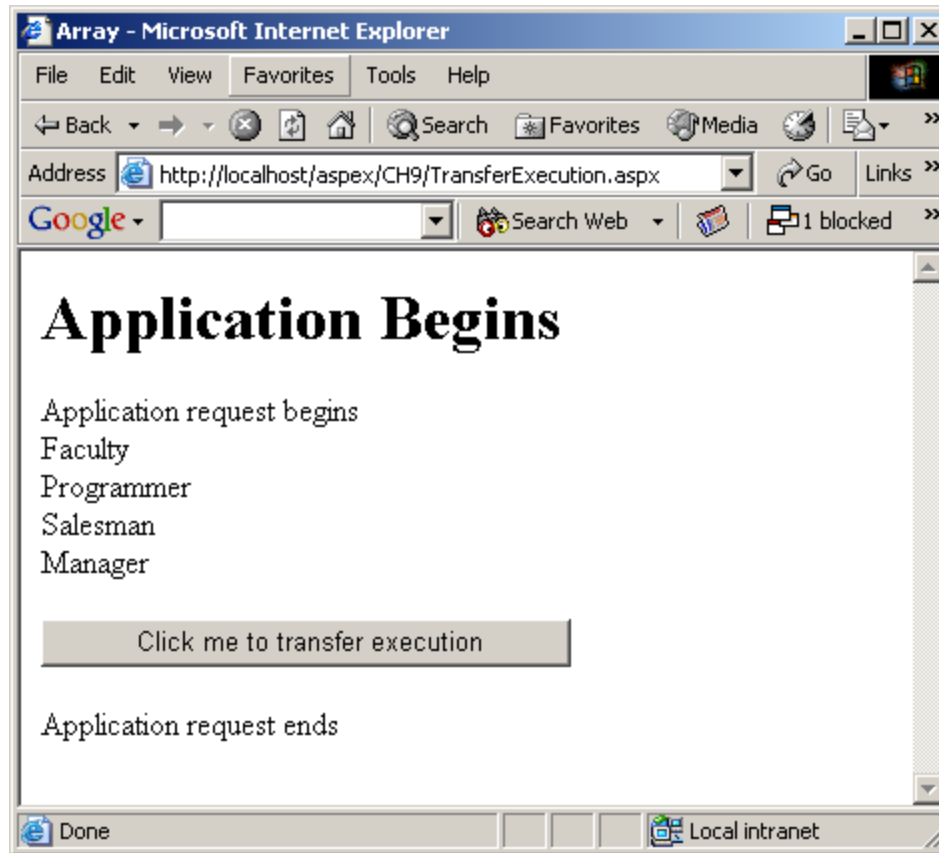 Array - Microsoft Internet Explorer
File Edit View Favorites Tools Help
Back Search Favorites Media »
Address http://localhost/aspex/CH9/TransferExecution.aspx Go Links »
Google Search Web 1 blocked »
Application Begins
Application request begins
Faculty
Programmer
Salesman
Manager
Click me to transfer execution
Application request ends
Done Local intranet